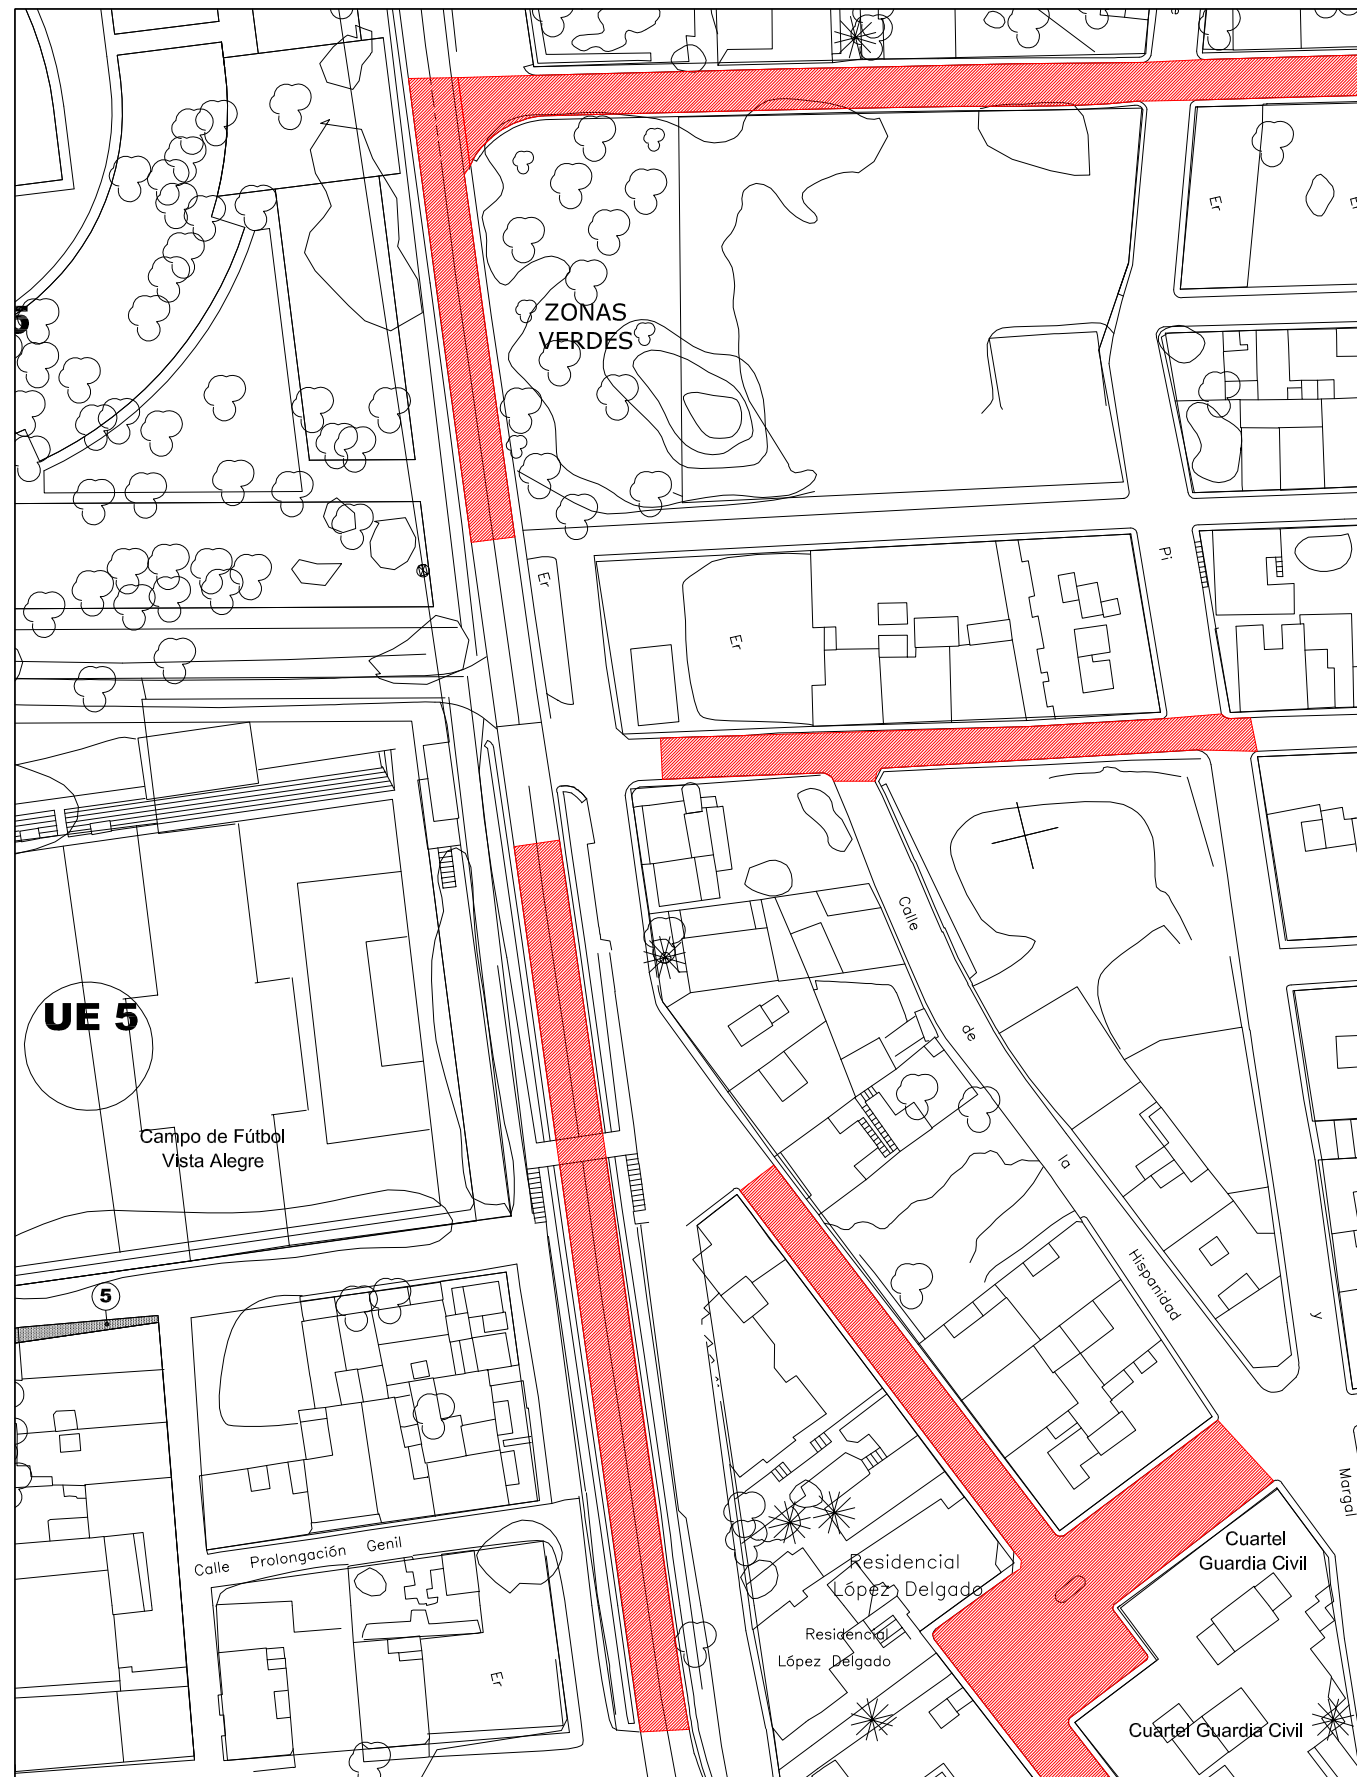 Er
ZONAS
VERDES
Er
Pi
Er
Calle
UE 5
de
Campo de Fútbol
Vista Alegre
la
Hispanidad
5
y
Margal
Calle Prolongación Genil
Cuartel
Guardia Civil
Residencial
López Delgado
Residencial
López Delgado
Er
Cuartel Guardia Civil